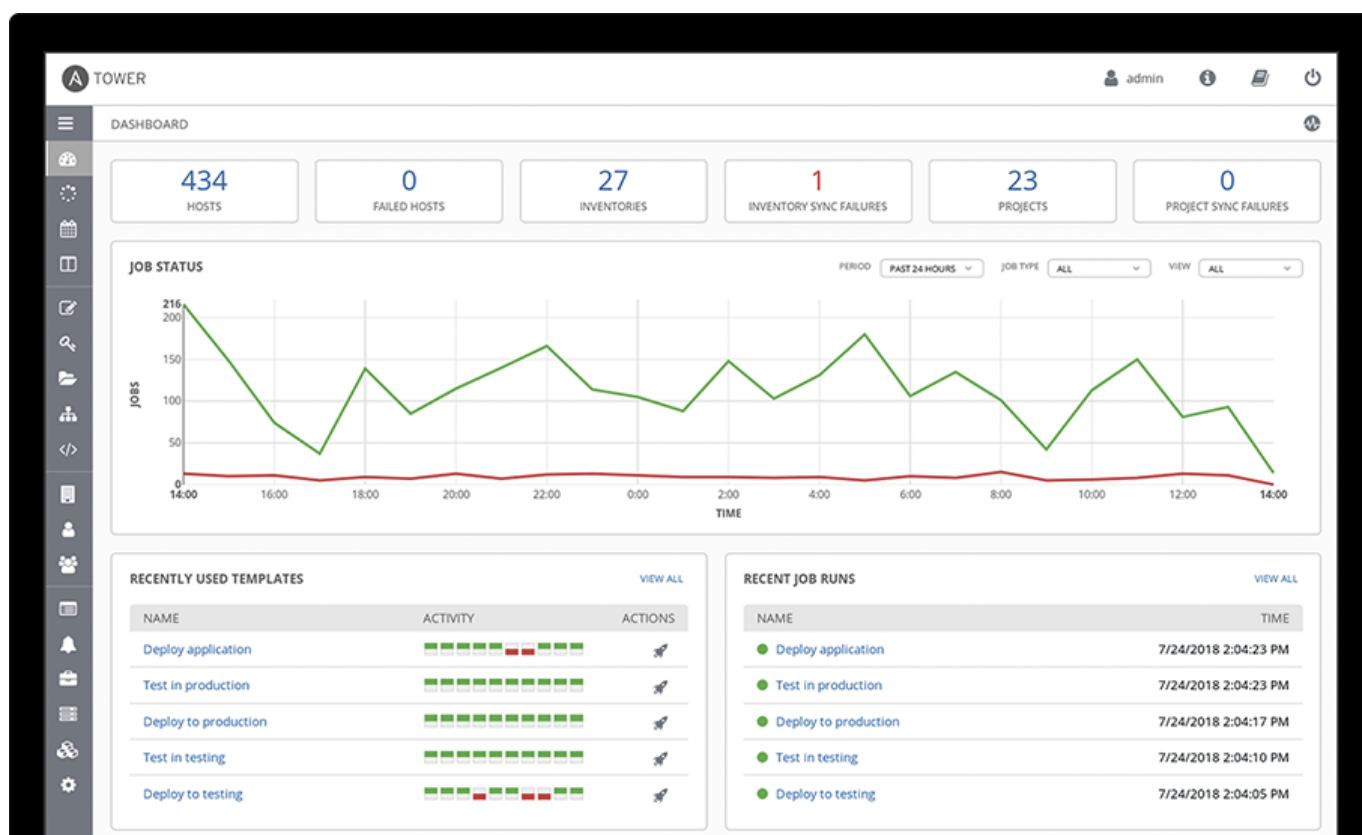 A TOWER
admin
DASHBOARD
434
HOSTS
0
FAILED HOSTS
27
INVENTORIES
1
INVENTORY SYNC FAILURES
23
PROJECTS
0
PROJECT SYNC FAILURES
JOB STATUS
PERIOD PAST 24 HOURS JOB TYPE ALL VIEW ALL
216
200
150
100
50
0
JOBS
14:00 16:00 18:00 20:00 22:00 0:00 2:00 4:00 6:00 8:00 10:00 12:00 14:00
TIME
RECENTLY USED TEMPLATES VIEW ALL
NAME ACTIVITY ACTIONS
Deploy application
Test in production
Deploy to production
Test in testing
Deploy to testing
RECENT JOB RUNS VIEW ALL
NAME TIME
Deploy application 7/24/2018 2:04:23 PM
Test in production 7/24/2018 2:04:23 PM
Deploy to production 7/24/2018 2:04:17 PM
Test in testing 7/24/2018 2:04:10 PM
Deploy to testing 7/24/2018 2:04:05 PM